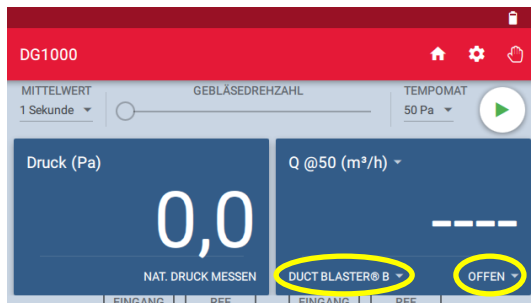 DG1000
MITTELWERT GEBLÄSEDREHZAHL TEMPOMAT
1 Sekunde 50 Pa
Druck (Pa) Q @50 (m³/h)
0,0 ----
NAT. DRUCK MESSEN DUCT BLASTER® B OFFEN
EINGANG REF EINGANG REF